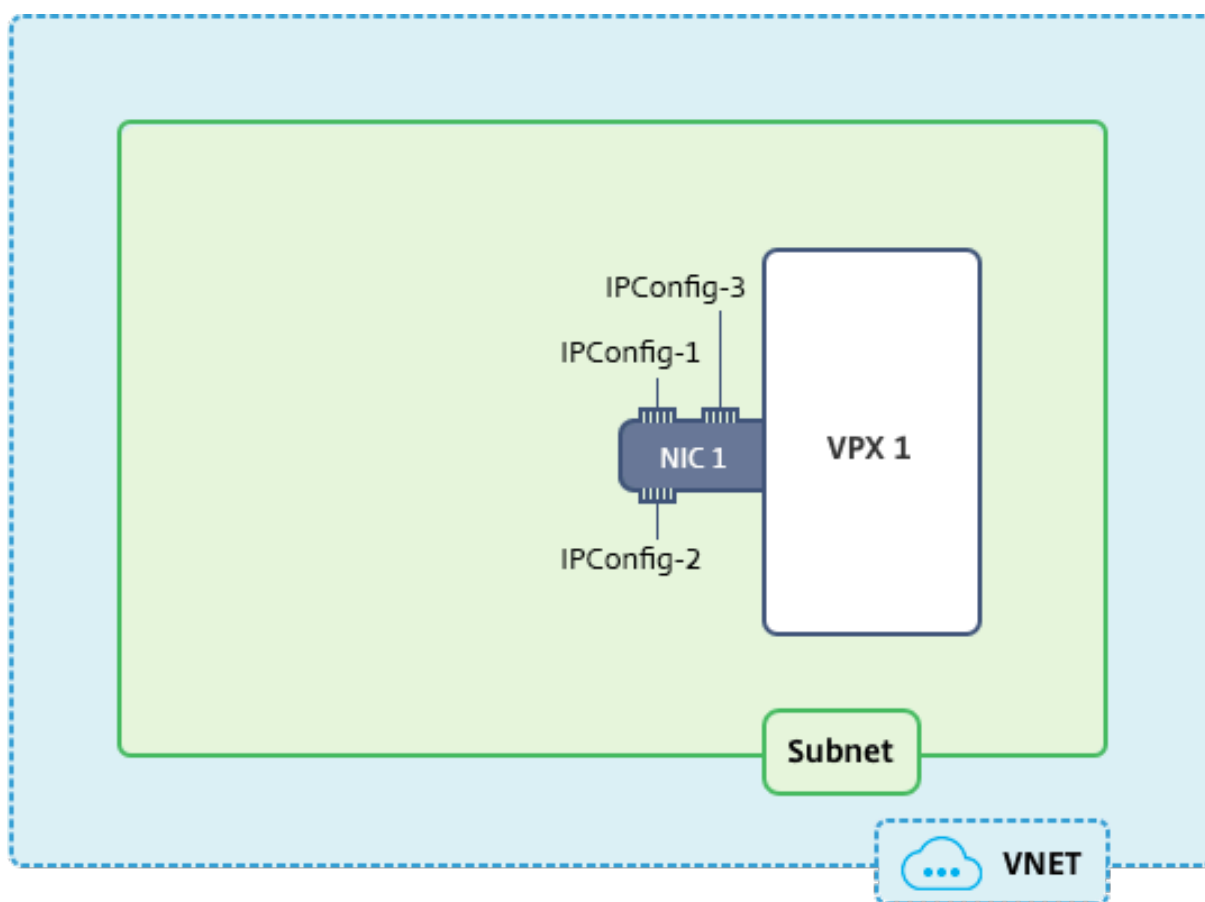 IPConfig-3
IPConfig-1
NIC 1
VPX 1
IPConfig-2
Subnet
VNET